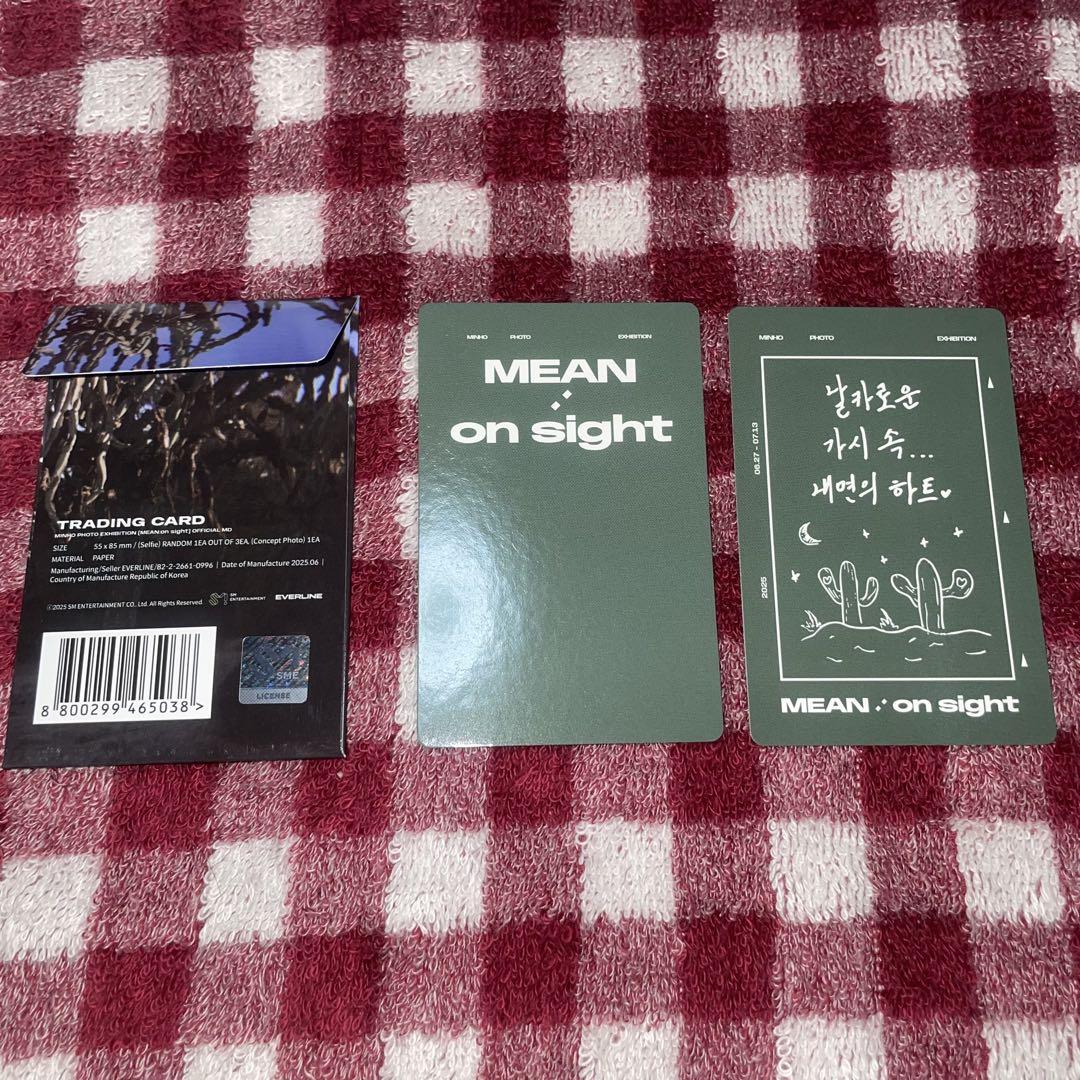 TRADING CARD
MINHO PHOTO EXHIBITION [MEAN:on sight] OFFICIAL MD
SIZE 55 x 85 mm / (Selfie) RANDOM 1EA OUT OF 3EA, (Concept Photo) 1EA
MATERIAL PAPER
Manufacturing/Seller EVERLINE/82-2-2661-0996 | Date of Manufacture 2025.06 |
Country of Manufacture Republic of Korea
©2025 SM ENTERTAINMENT CO., Ltd. All Rights Reserved. SM ENTERTAINMENT EVERLINE
8 800299 465038 >
SME
LICENSE
MINHO PHOTO EXHIBITION
MEAN
on sight
MINHO PHOTO EXHIBITION
날카로운
가시 속...
내면의 하트♥
06.27 - 07.13
2025
MEAN : on sight